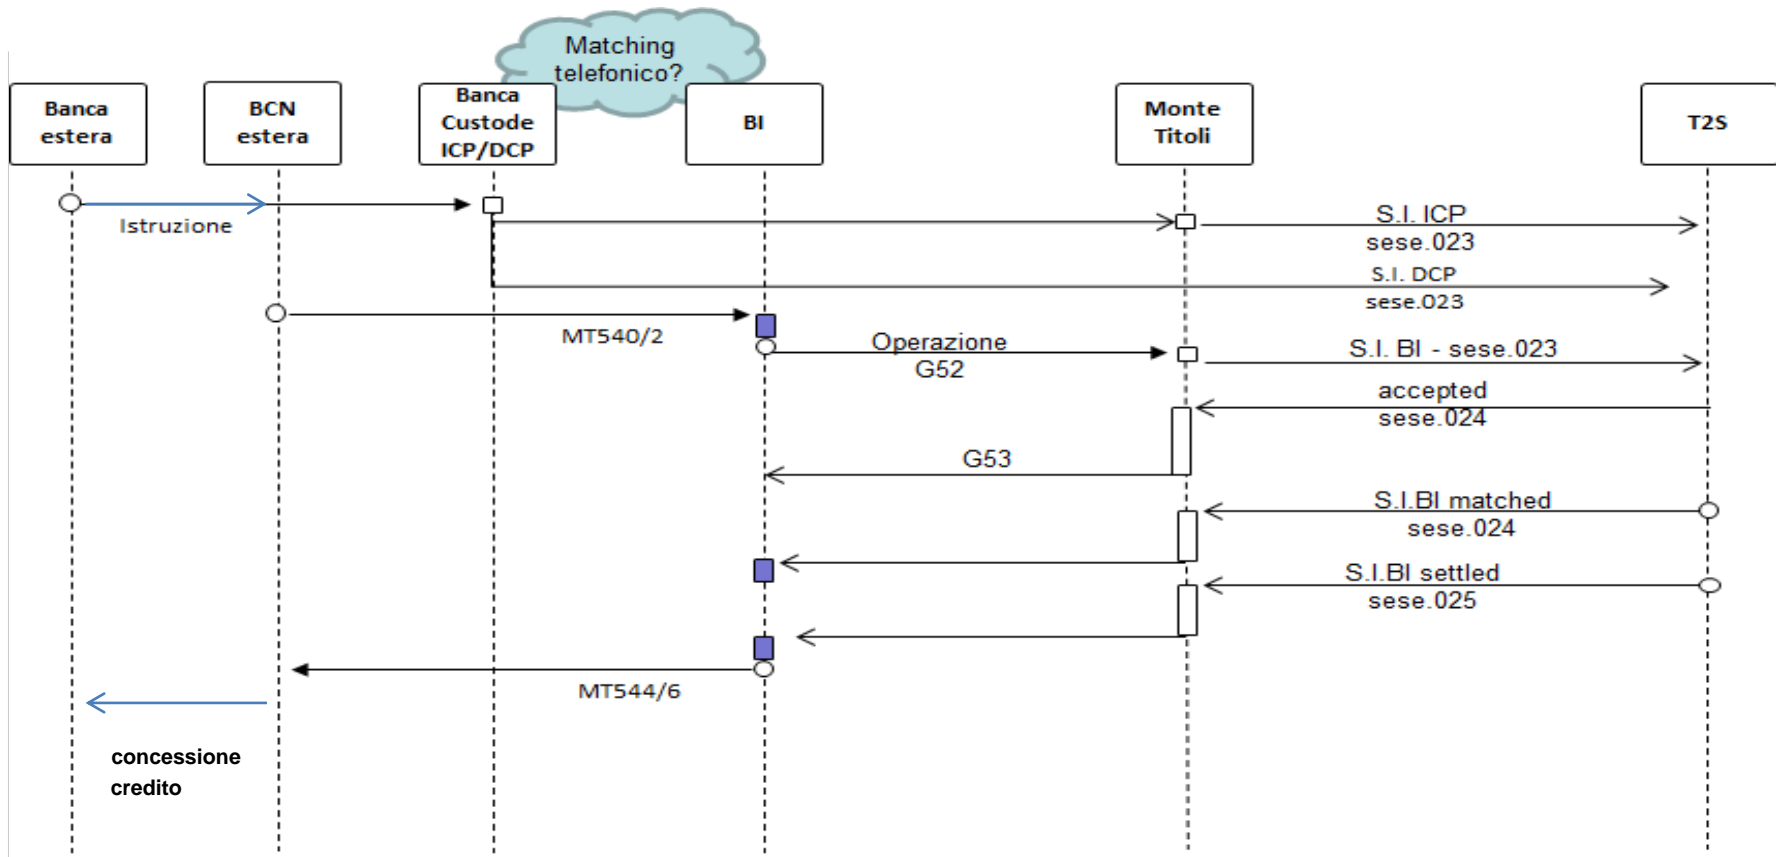 Matching
telefonico?
Banca
estera
BCN
estera
Banca
Custode
ICP/DCP
BI
Monte
Titoli
T2S
Istruzione
S.I. ICP
sese.023
S.I. DCP
sese.023
MT540/2
Operazione
G52
S.I. BI - sese.023
accepted
sese.024
G53
S.I.BI matched
sese.024
S.I.BI settled
sese.025
MT544/6
concessione
credito